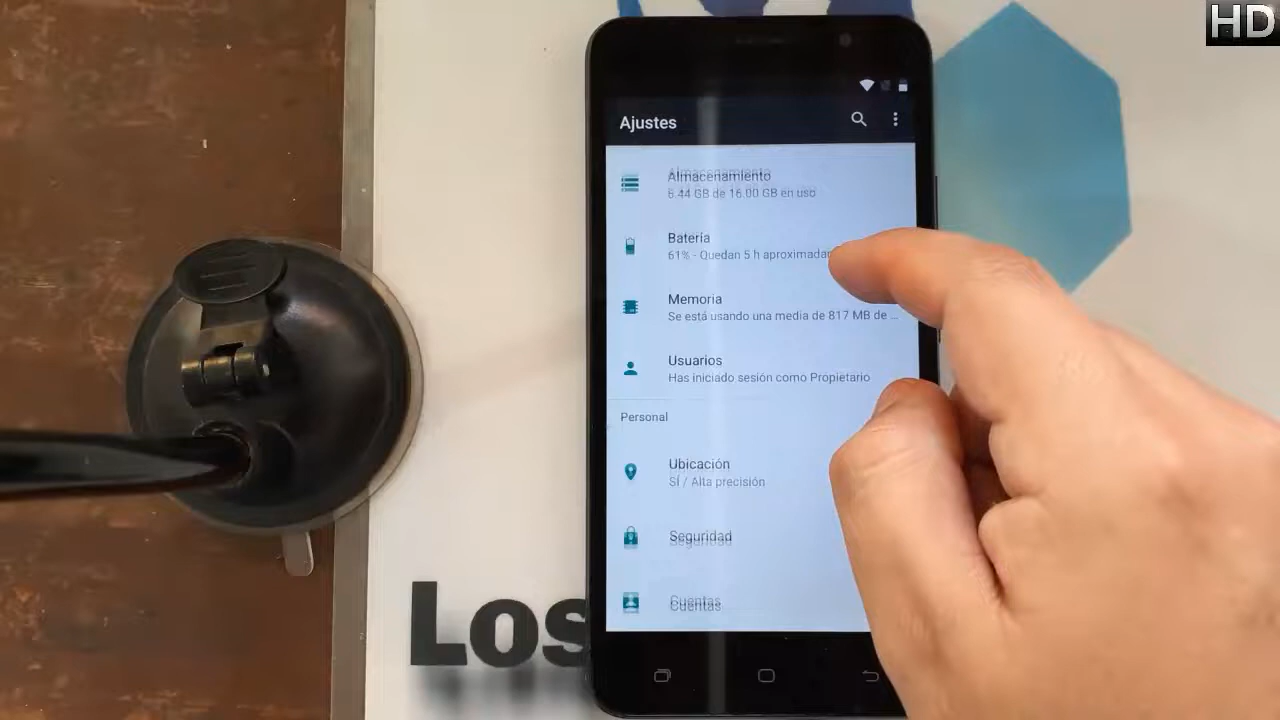 HD
Ajustes
Almacenamiento
6.44 GB de 16.00 GB en uso
Batería
61% - Quedan 5 h
Memoria
Se está usando una media de 817 MB de ...
Usuarios
Has iniciado sesión como Propietario
Personal
Ubicación
SÍ / Alta precisión
Seguridad
Cuentas
Los